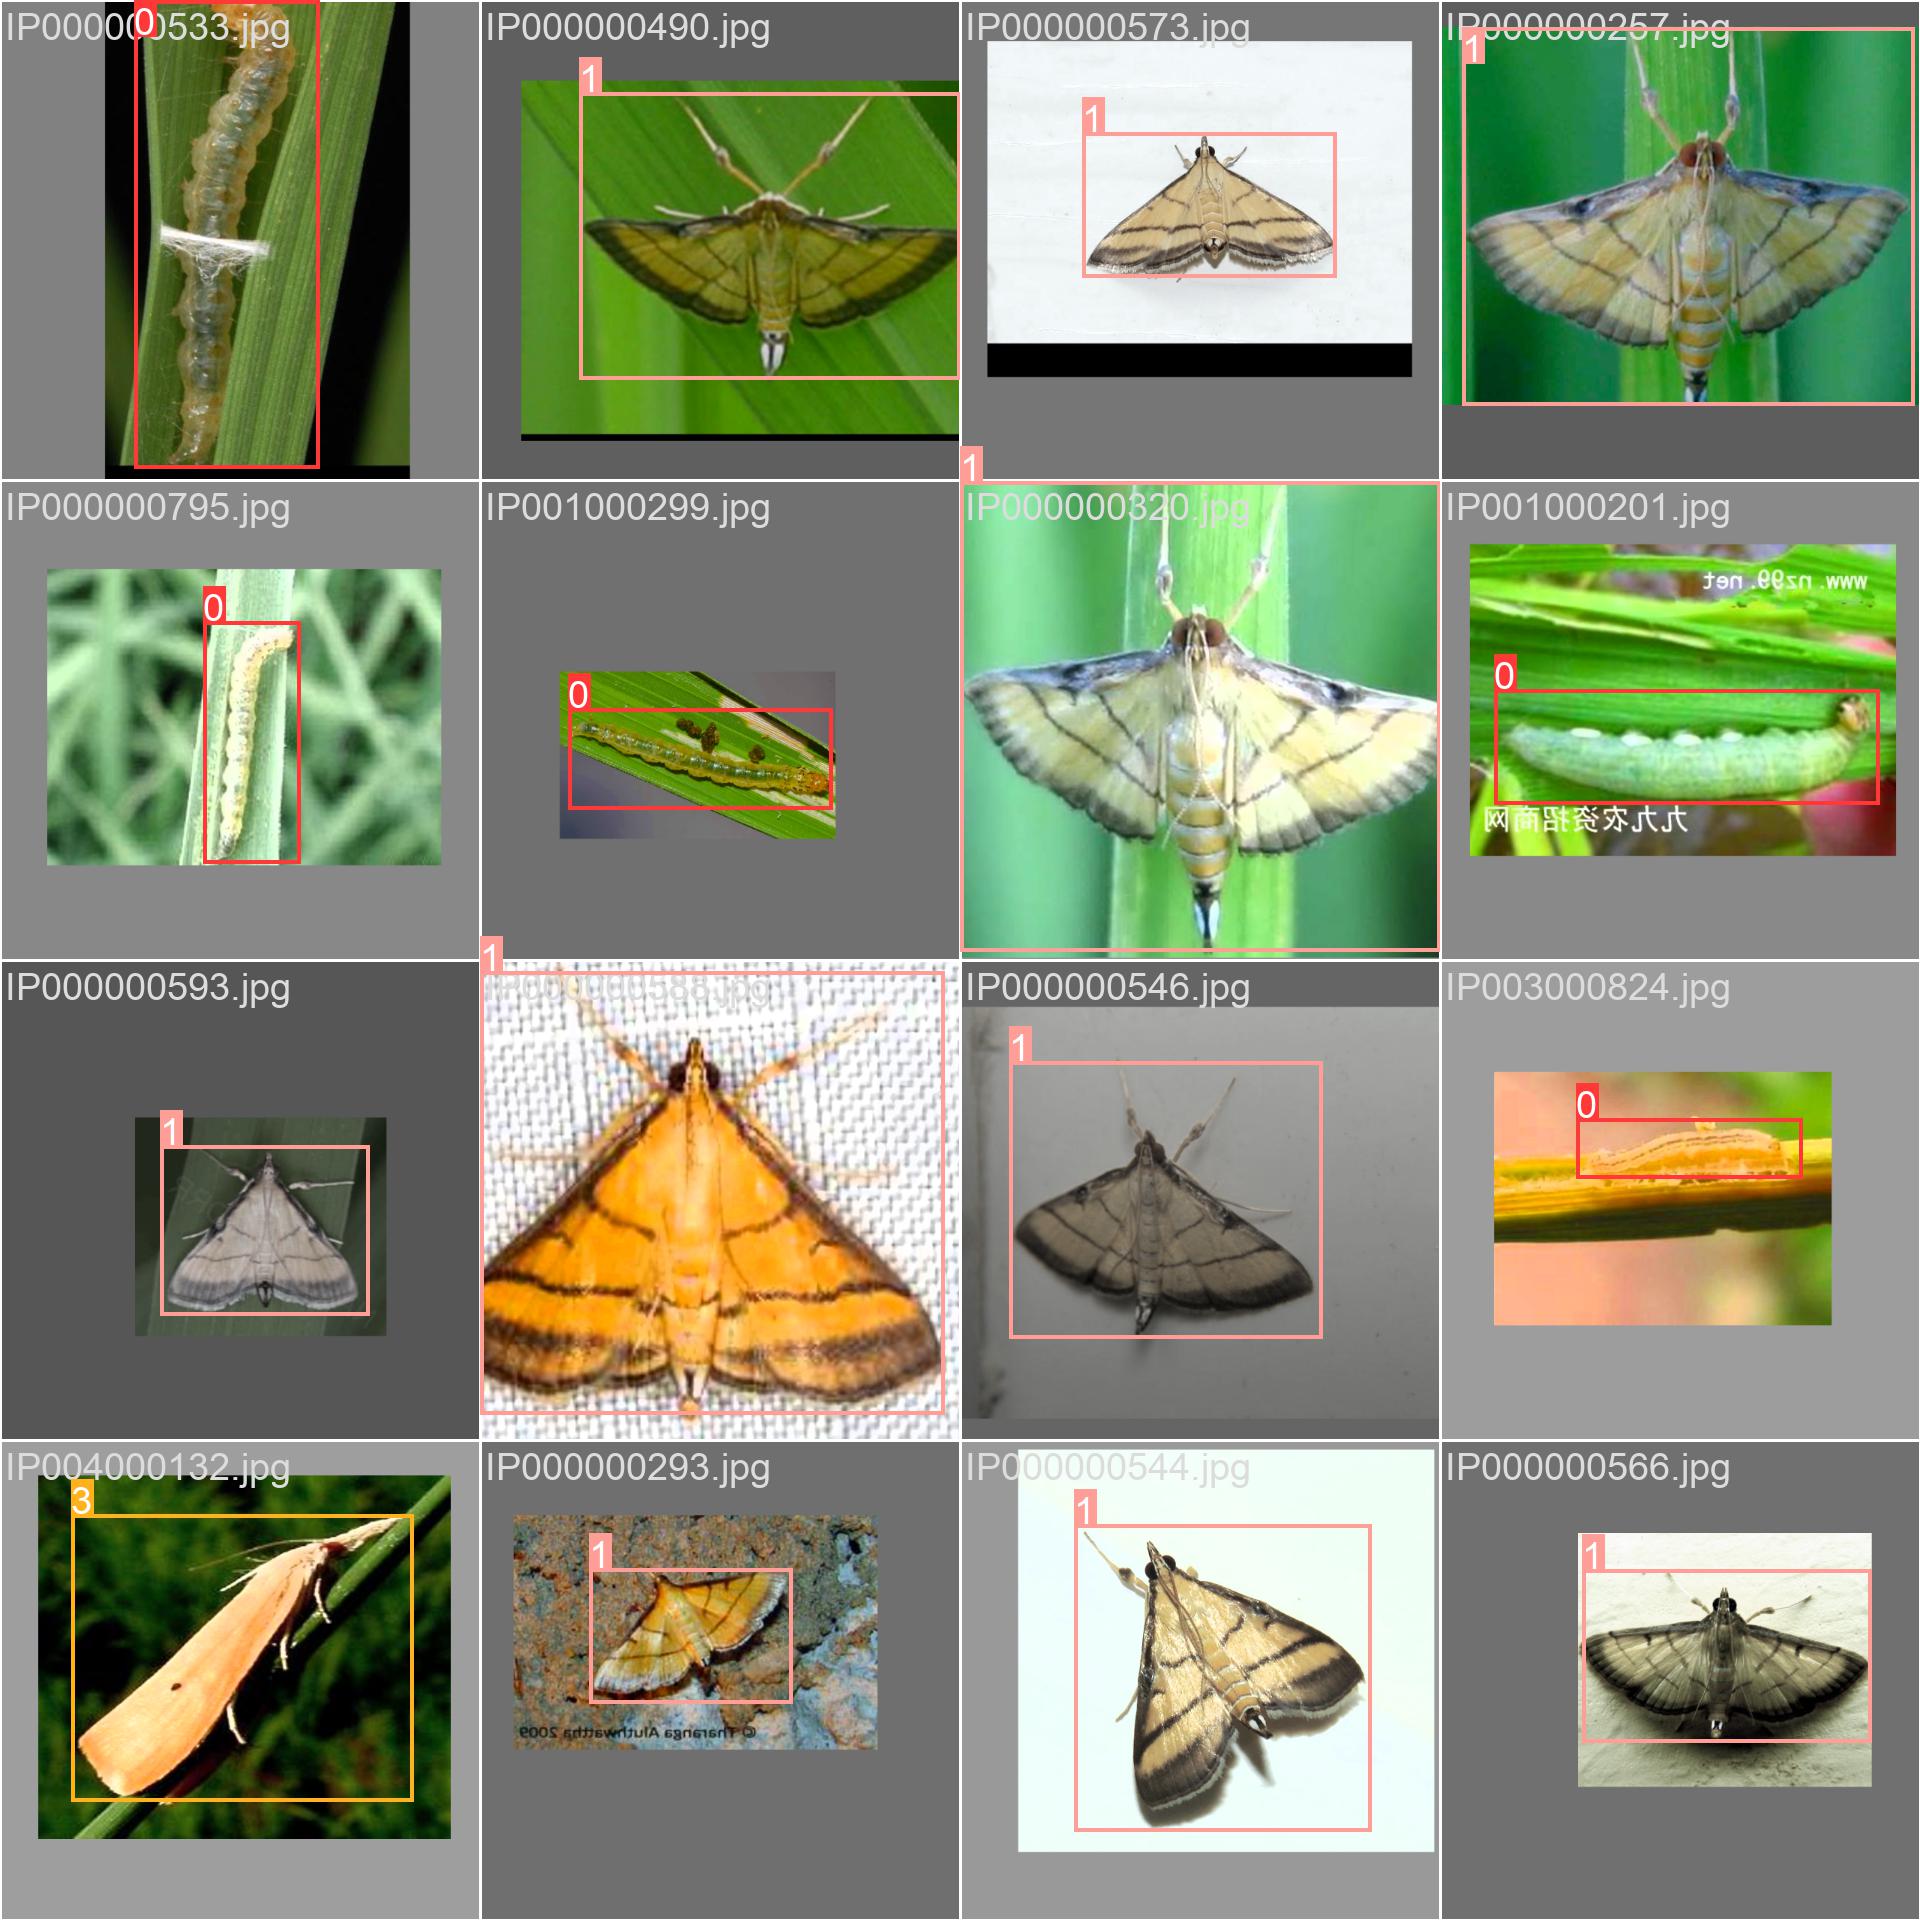 IP000000533.jpg
0
IP000000490.jpg
1
IP000000573.jpg
1
IP000000257.jpg
1
IP000000795.jpg
0
IP001000299.jpg
0
IP000000320.jpg
1
IP001000201.jpg
www.nz99.net
0
九九农资招商网
IP000000593.jpg
1
IP000000588.jpg
1
IP000000546.jpg
1
IP003000824.jpg
0
IP004000132.jpg
3
IP000000293.jpg
1
© Tharanga Aluthwattha 2009
IP000000544.jpg
1
IP000000566.jpg
1